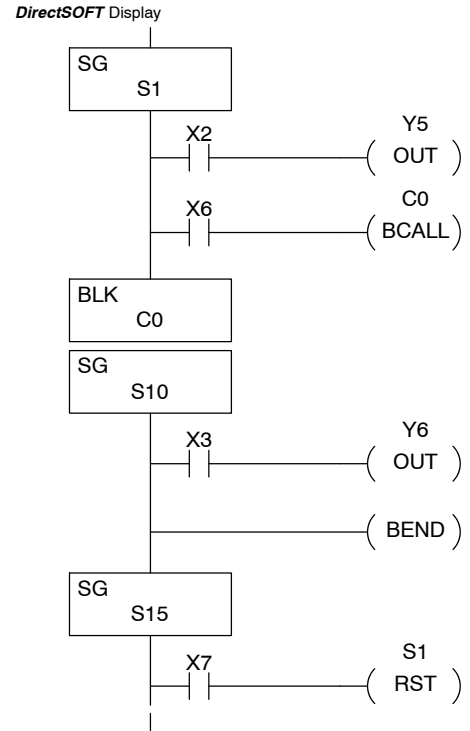 DirectSOFT Display
SG
S1
X2
Y5
OUT
X6
C0
BCALL
BLK
C0
SG
S10
X3
Y6
OUT
BEND
SG
S15
X7
S1
RST